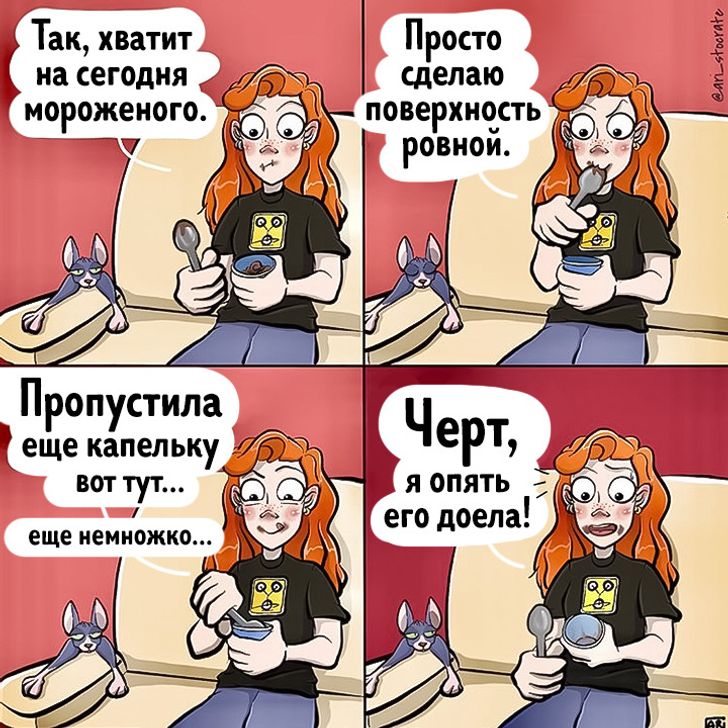 Так, хватит
на сегодня
мороженого.
Просто
сделаю
поверхность
ровной.
@ari_stocrate
Пропустила
еще капельку
вот тут...
еще немножко...
Черт,
я опять
его доела!